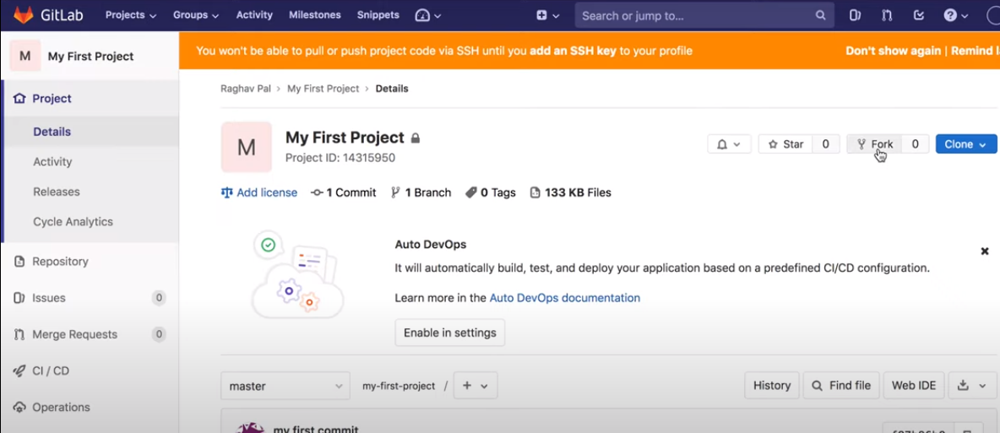 GitLab Projects Groups Activity Milestones Snippets Search or jump to...
M My First Project
You won't be able to pull or push project code via SSH until you add an SSH key to your profile Don't show again | Remind
Project
Details
Activity
Releases
Cycle Analytics
Repository
Issues 0
Merge Requests 0
CI / CD
Operations
Raghav Pal > My First Project > Details
M
My First Project
Project ID: 14315950
Star 0 Fork 0 Clone
Add license 1 Commit 1 Branch 0 Tags 133 KB Files
Auto DevOps
It will automatically build, test, and deploy your application based on a predefined CI/CD configuration.
Learn more in the Auto DevOps documentation
Enable in settings
master my-first-project / + History Find file Web IDE
my first commit